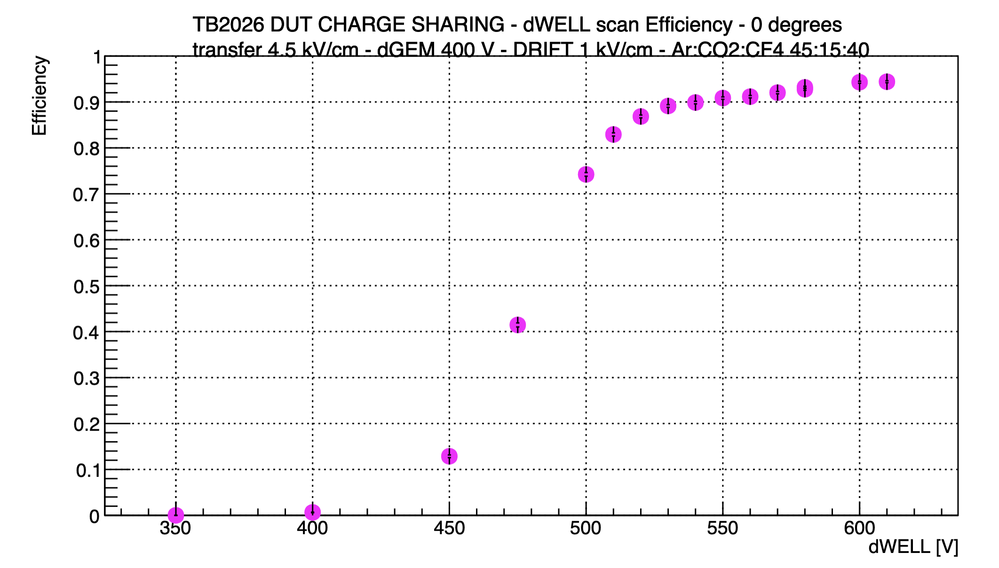 TB2026 DUT CHARGE SHARING - dWELL scan Efficiency - 0 degrees
transfer 4.5 kV/cm - dGEM 400 V - DRIFT 1 kV/cm - Ar:CO2:CF4 45:15:40
Efficiency
1
0.9
0.8
0.7
0.6
0.5
0.4
0.3
0.2
0.1
0
350 400 450 500 550 600
dWELL [V]